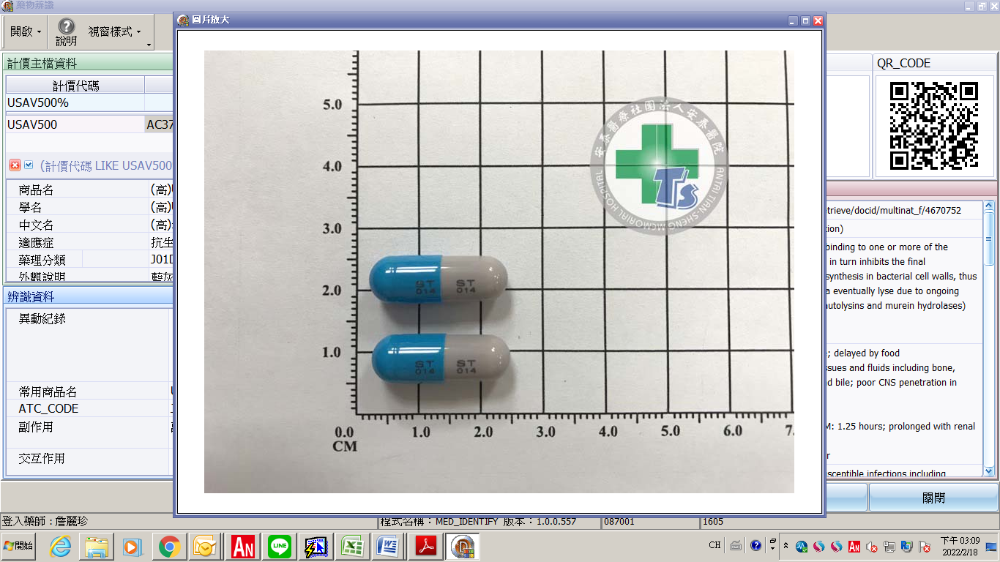 藥物辨識
圖片放大
開啟
說明
視窗樣式
計價主檔資料
計價代碼
USAV500%
USAV500
AC37
(計價代碼 LIKE USAV500
商品名
(高)
學名
(高)
中文名
(高)
適應症
抗生
藥理分類
J01D
外觀說明
藍灰
辨識資料
異動紀錄
常用商品名
ATC_CODE
副作用
交互作用
5.0
4.0
3.0
2.0
1.0
0.0
CM
1.0
2.0
3.0
4.0
5.0
6.0
7.
安泰醫療社團法人安泰醫院
ANTAI TIAN-SHENG MEMORIAL HOSPITAL
TS
ST
014
ST
014
ST
014
ST
014
QR_CODE
trieve/docid/multinat_f/4670752
tion)
binding to one or more of the
in turn inhibits the final
synthesis in bacterial cell walls, thus
a eventually lyse due to ongoing
autolysins and murein hydrolases)
; delayed by food
ssues and fluids including bone,
d bile; poor CNS penetration in
M: 1.25 hours; prolonged with renal
r
sceptible infections including
關閉
登入藥師：詹麗珍
程式名稱：MED_IDENTIFY 版本：1.0.0.557
087001
1605
開始
AN
LINE
CH
AN
下午 03:09
2022/2/18